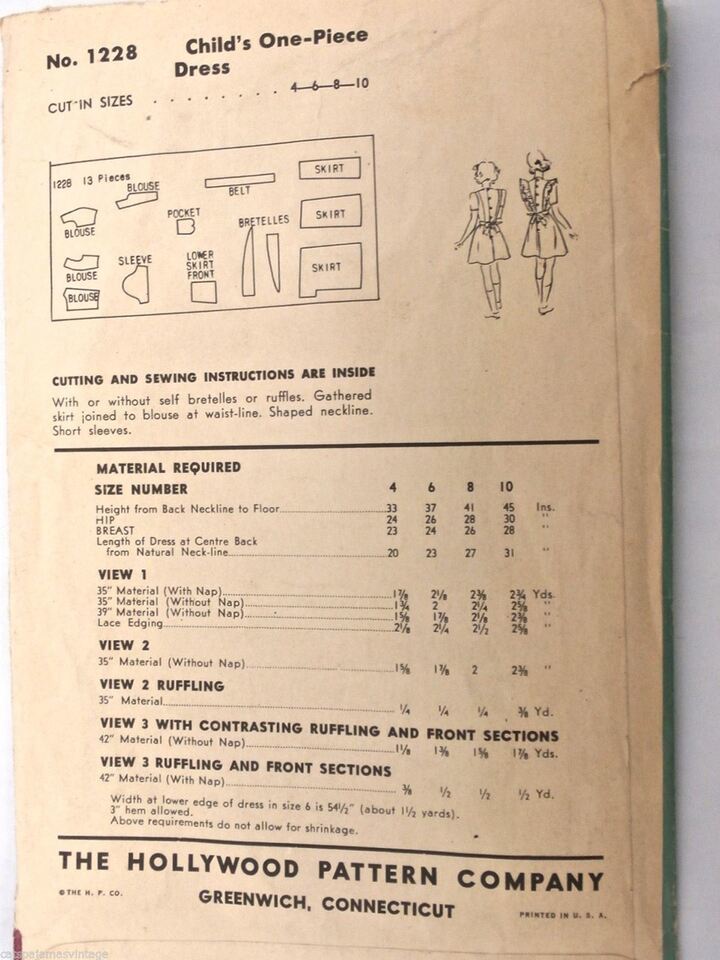 No. 1228 Child's One-Piece
Dress
CUT IN SIZES . . . . . . . . . 4—6—8—10
1228 13 Pieces
BLOUSE
BELT
SKIRT
POCKET
BLOUSE
BRETELLES
SKIRT
BLOUSE
SLEEVE
LOWER
SKIRT
FRONT
SKIRT
BLOUSE
CUTTING AND SEWING INSTRUCTIONS ARE INSIDE
With or without self bretelles or ruffles. Gathered
skirt joined to blouse at waist-line. Shaped neckline.
Short sleeves.
MATERIAL REQUIRED
SIZE NUMBER 4 6 8 10
Height from Back Neckline to Floor 33 37 41 45 Ins.
HIP 24 26 28 30 "
BREAST 23 24 26 28 "
Length of Dress at Centre Back
from Natural Neck-line 20 23 27 31 "
VIEW 1
35" Material (With Nap) 1⅞ 2⅛ 2⅜ 2¾ Yds.
35" Material (Without Nap) 1¾ 2 2¼ 2⅝ "
39" Material (Without Nap) 1⅝ 1⅞ 2⅛ 2⅜ "
Lace Edging 2⅛ 2¼ 2½ 2⅝ "
VIEW 2
35" Material (Without Nap) 1⅝ 1⅞ 2 2⅜ "
VIEW 2 RUFFLING
35" Material ¼ ¼ ¼ ⅜ Yd.
VIEW 3 WITH CONTRASTING RUFFLING AND FRONT SECTIONS
42" Material (Without Nap) 1⅛ 1⅜ 1⅝ 1⅞ Yds.
VIEW 3 RUFFLING AND FRONT SECTIONS
42" Material (With Nap) ⅜ ½ ½ ½ Yd.
Width at lower edge of dress in size 6 is 54½" (about 1½ yards).
3" hem allowed.
Above requirements do not allow for shrinkage.
THE HOLLYWOOD PATTERN COMPANY
© THE H. P. CO. GREENWICH, CONNECTICUT PRINTED IN U. S. A.
catspajamasvintage